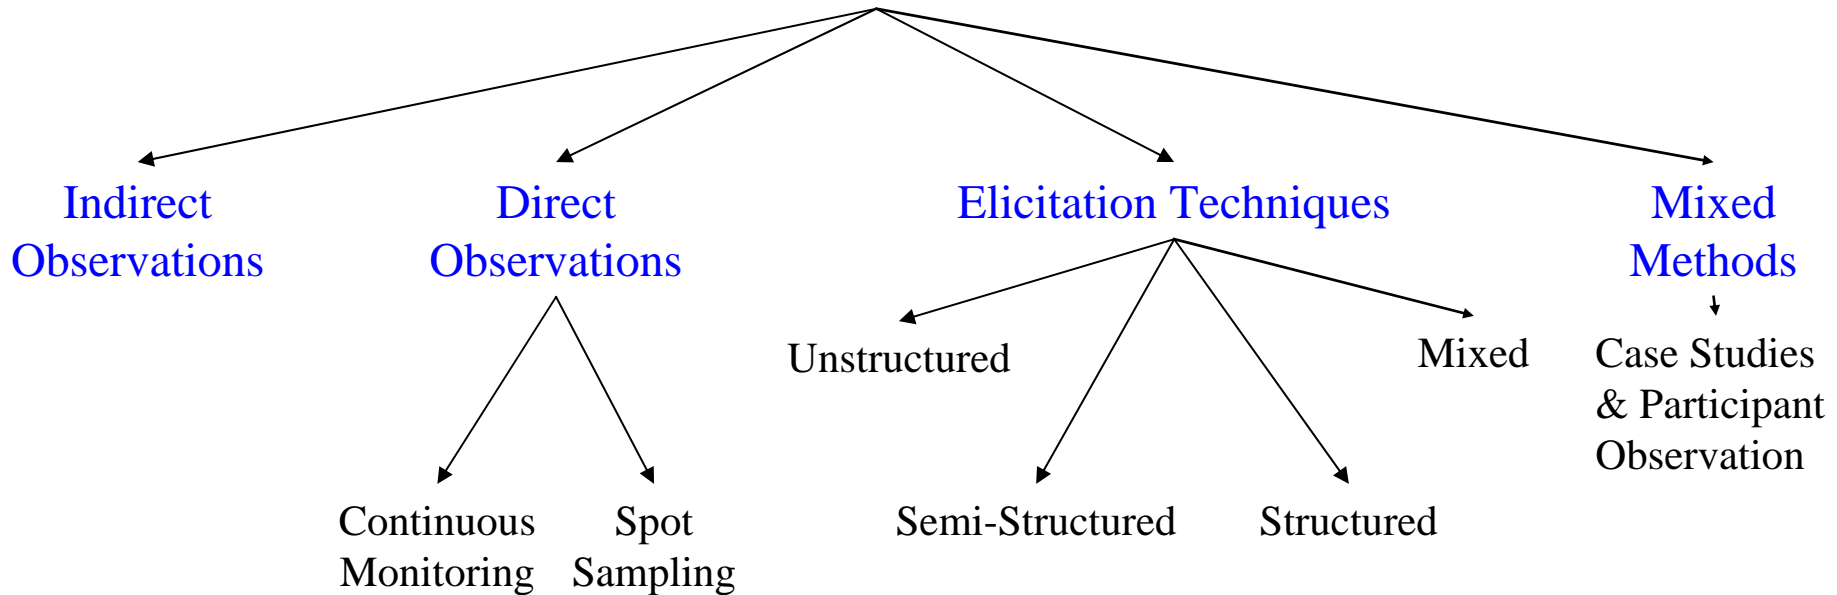 Indirect
Observations
Direct
Observations
Elicitation Techniques
Mixed
Methods
Unstructured
Mixed
Case Studies
& Participant
Observation
Continuous
Monitoring
Spot
Sampling
Semi-Structured
Structured